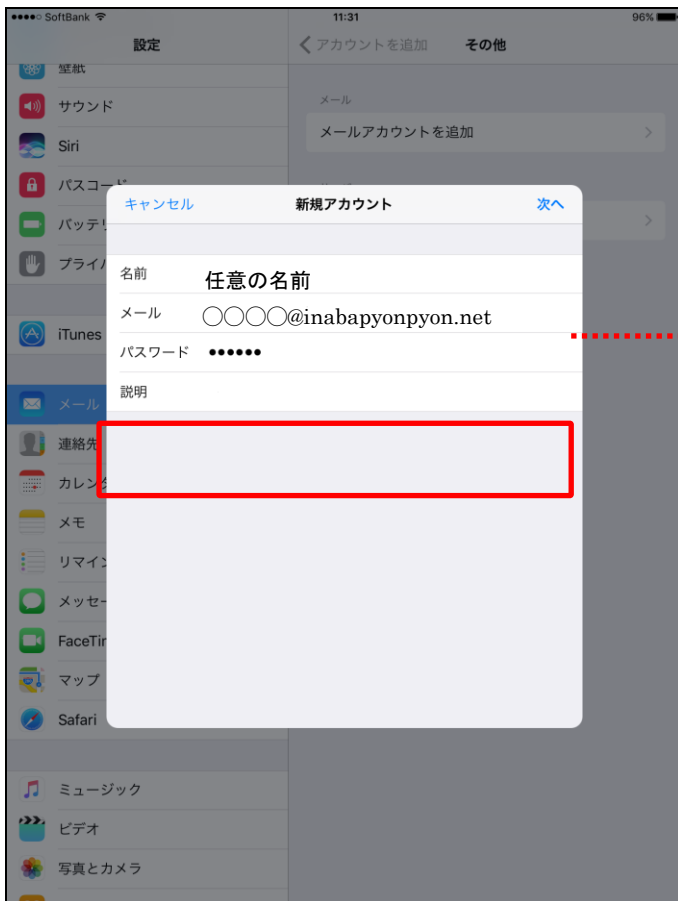 ●●●●○ SoftBank 11:31 96%
設定
アカウントを追加 その他
壁紙
サウンド
Siri
パスコード
バッテリ
プライバ
iTunes
メール
連絡先
カレンダ
メモ
リマイン
メッセー
FaceTim
マップ
Safari
ミュージック
ビデオ
写真とカメラ
メール
メールアカウントを追加
キャンセル 新規アカウント 次へ
名前 任意の名前
メール 〇〇〇〇@inabapyonpyon.net
パスワード ●●●●●●
説明